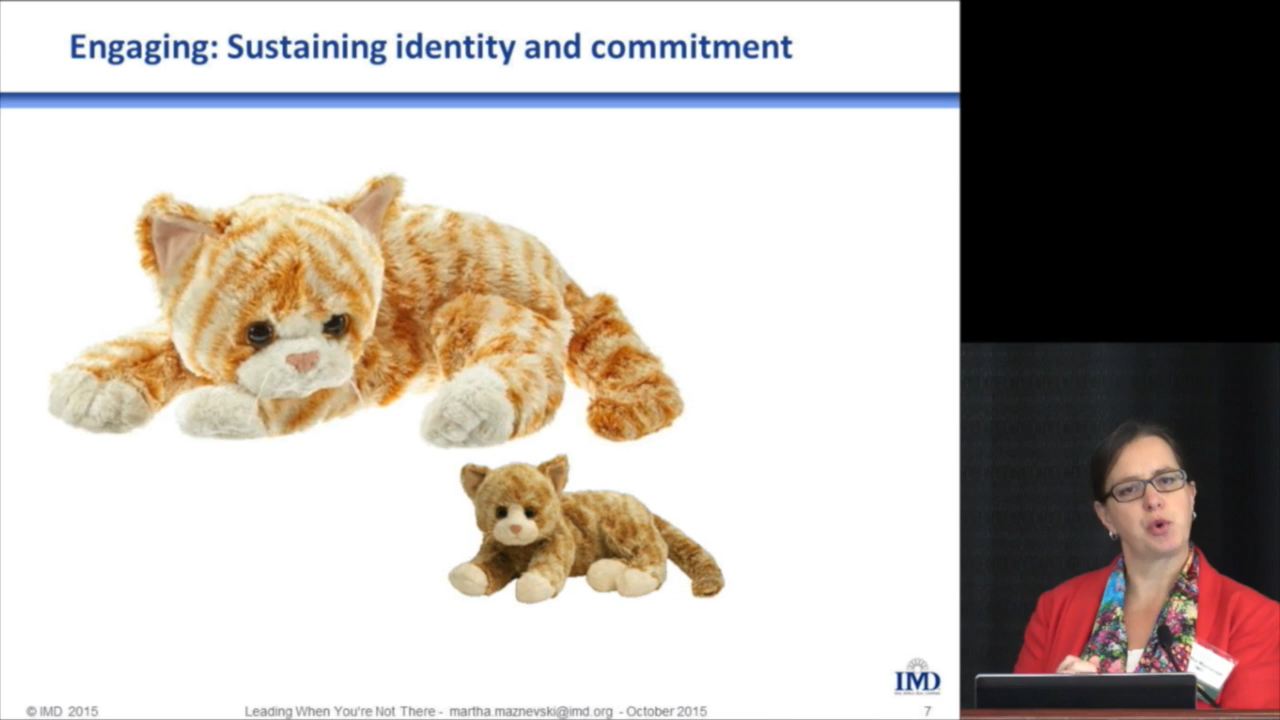 Engaging: Sustaining identity and commitment
IMD
© IMD 2015
Leading When You're Not There - martha.maznevski@imd.org - October 2015
7